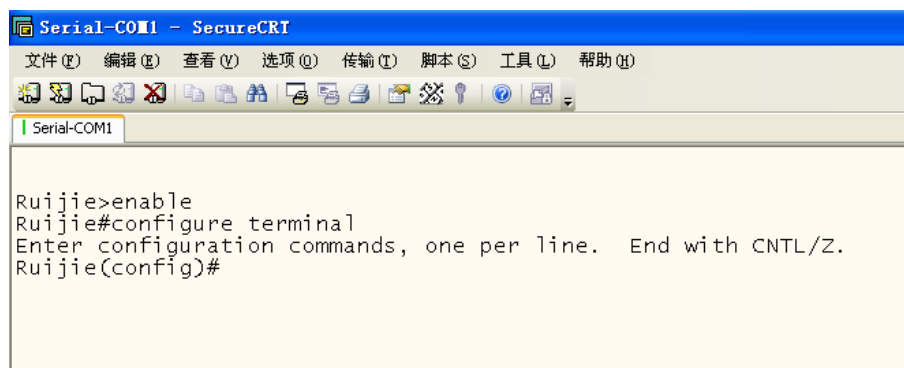 Serial-COM1 - SecureCRT
文件(F) 编辑(E) 查看(V) 选项(O) 传输(T) 脚本(S) 工具(L) 帮助(H)
Serial-COM1
Ruijie>enable
Ruijie#configure terminal
Enter configuration commands, one per line.  End with CNTL/Z.
Ruijie(config)#